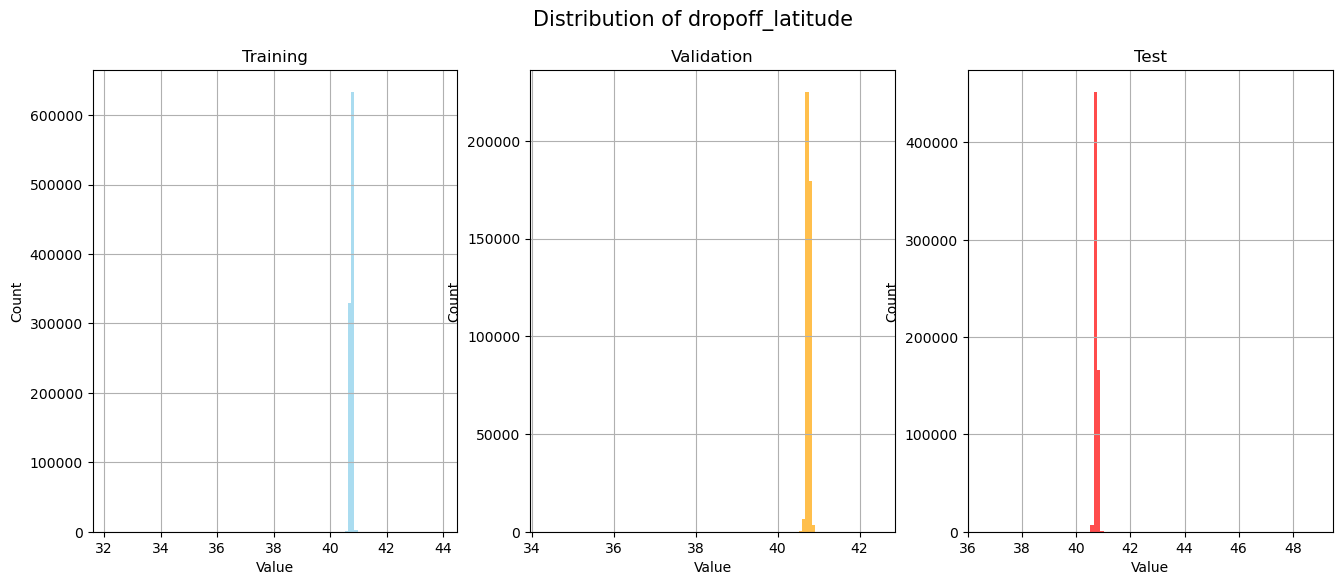 Distribution of dropoff_latitude
Training
600000
500000
400000
300000
200000
100000
0
Count
32 34 36 38 40 42 44
Value
Validation
200000
150000
100000
50000
0
Count
34 36 38 40 42
Value
Test
400000
300000
200000
100000
0
Count
36 38 40 42 44 46 48
Value